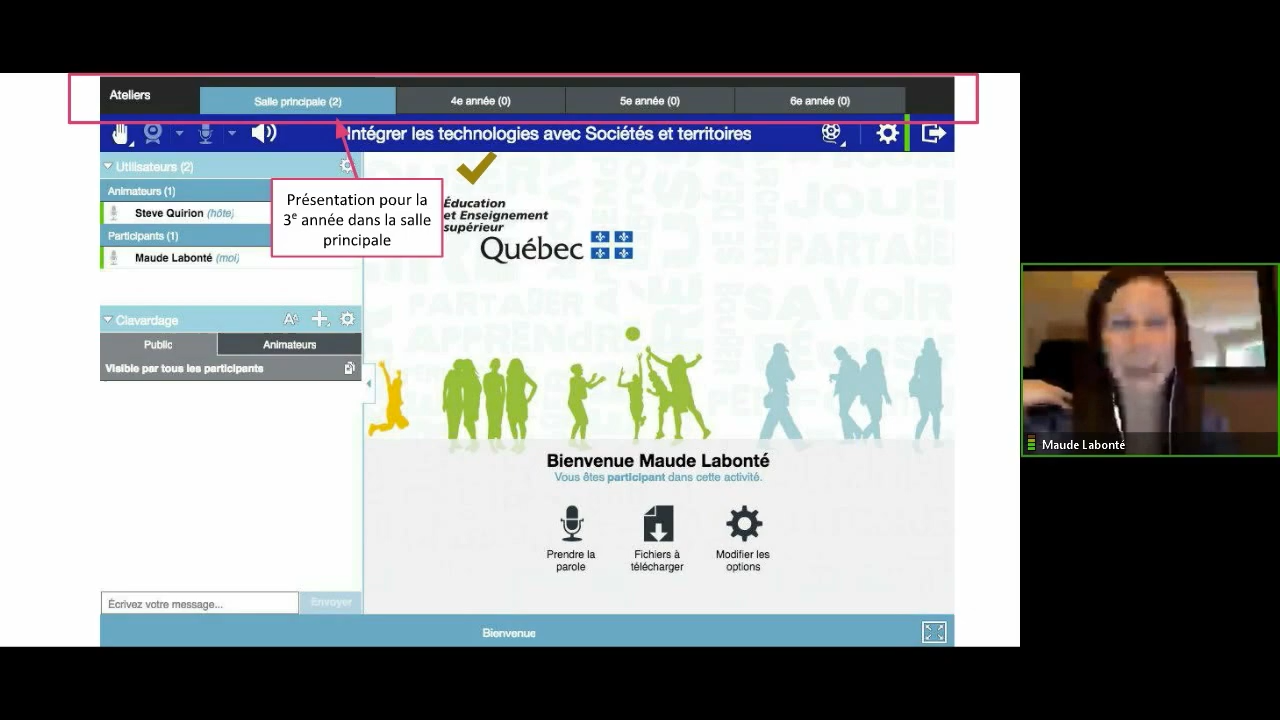 Ateliers
Salle principale (2)
4e année (0)
5e année (0)
6e année (0)
Intégrer les technologies avec Sociétés et territoires
Utilisateurs (2)
Animateurs (1)
Steve Quirion (hôte)
Participants (1)
Maude Labonté (moi)
Présentation pour la
3e année dans la salle
principale
Éducation
et Enseignement
supérieur
Québec
JOUER
PARTAGER
SAVOIR
APPRENDRE
Clavardage
Public
Animateurs
Visible par tous les participants
Bienvenue Maude Labonté
Vous êtes participant dans cette activité.
Prendre la
parole
Fichiers à
télécharger
Modifier les
options
Écrivez votre message...
Envoyer
Bienvenue
Maude Labonté